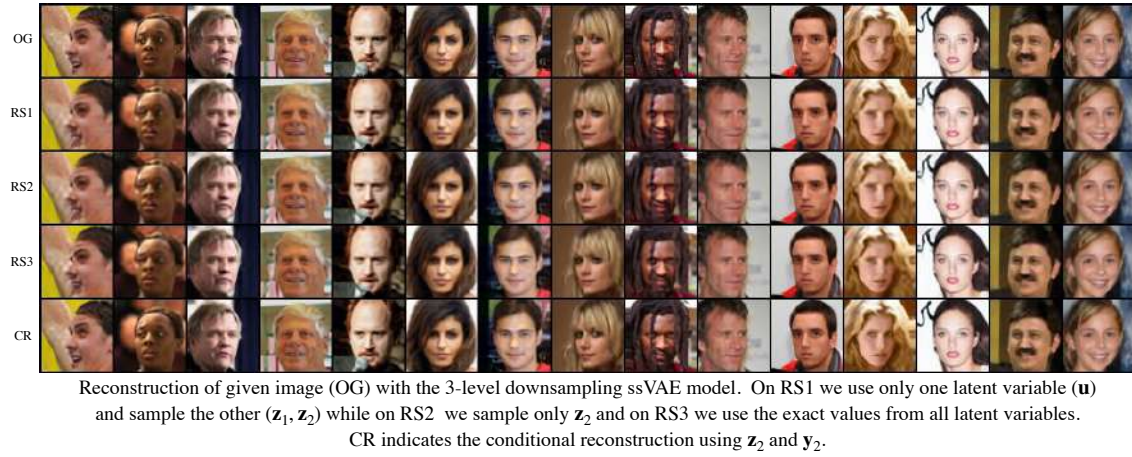 OG
RS1
RS2
RS3
CR
Reconstruction of given image (OG) with the 3-level downsampling ssVAE model. On RS1 we use only one latent variable (u)
and sample the other (z₁, z₂) while on RS2 we sample only z₂ and on RS3 we use the exact values from all latent variables.
CR indicates the conditional reconstruction using z₂ and y₂.